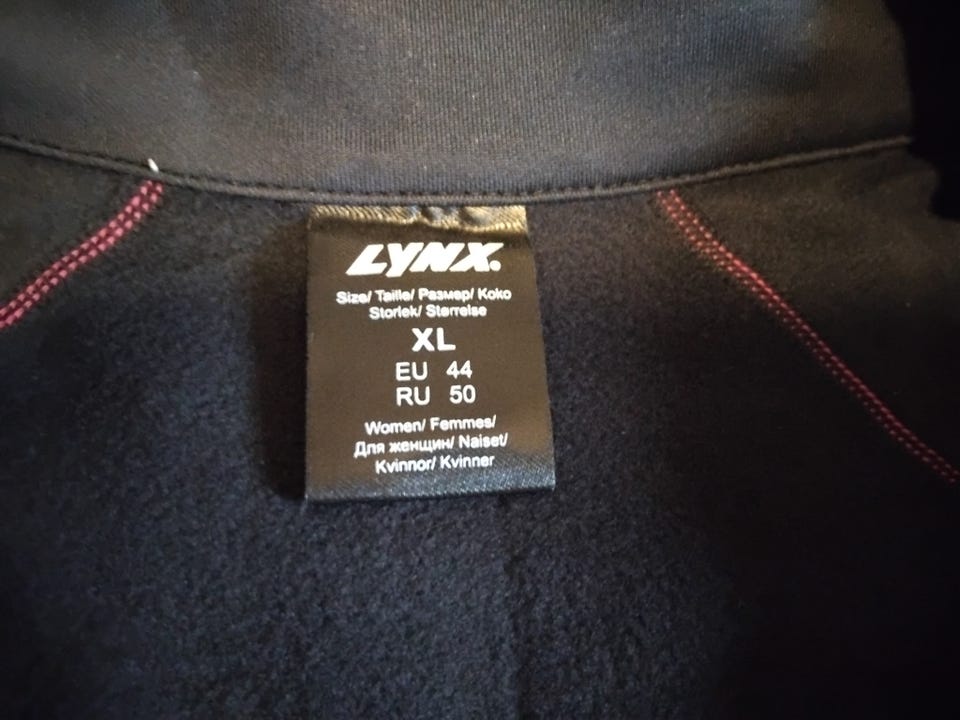 LYNX.
Size/ Taille/ Размер/ Koko
Storlek/ Størrelse
XL
EU 44
RU 50
Women/ Femmes/
Для женщин/ Naiset/
Kvinnor/ Kvinner